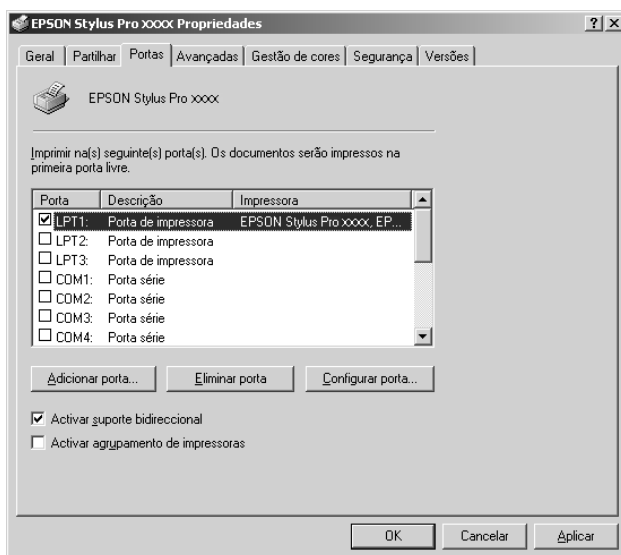 EPSON Stylus Pro xxxx Propriedades
Geral Partilhar Portas Avançadas Gestão de cores Segurança Versões
EPSON Stylus Pro xxxx
Imprimir na(s) seguinte(s) porta(s). Os documentos serão impressos na
primeira porta livre.
Porta Descrição Impressora
LPT1: Porta de impressora EPSON Stylus Pro xxxx, EP...
LPT2: Porta de impressora
LPT3: Porta de impressora
COM1: Porta série
COM2: Porta série
COM3: Porta série
COM4: Porta série
Adicionar porta... Eliminar porta Configurar porta...
Activar suporte bidireccional
Activar agrupamento de impressoras
OK Cancelar Aplicar